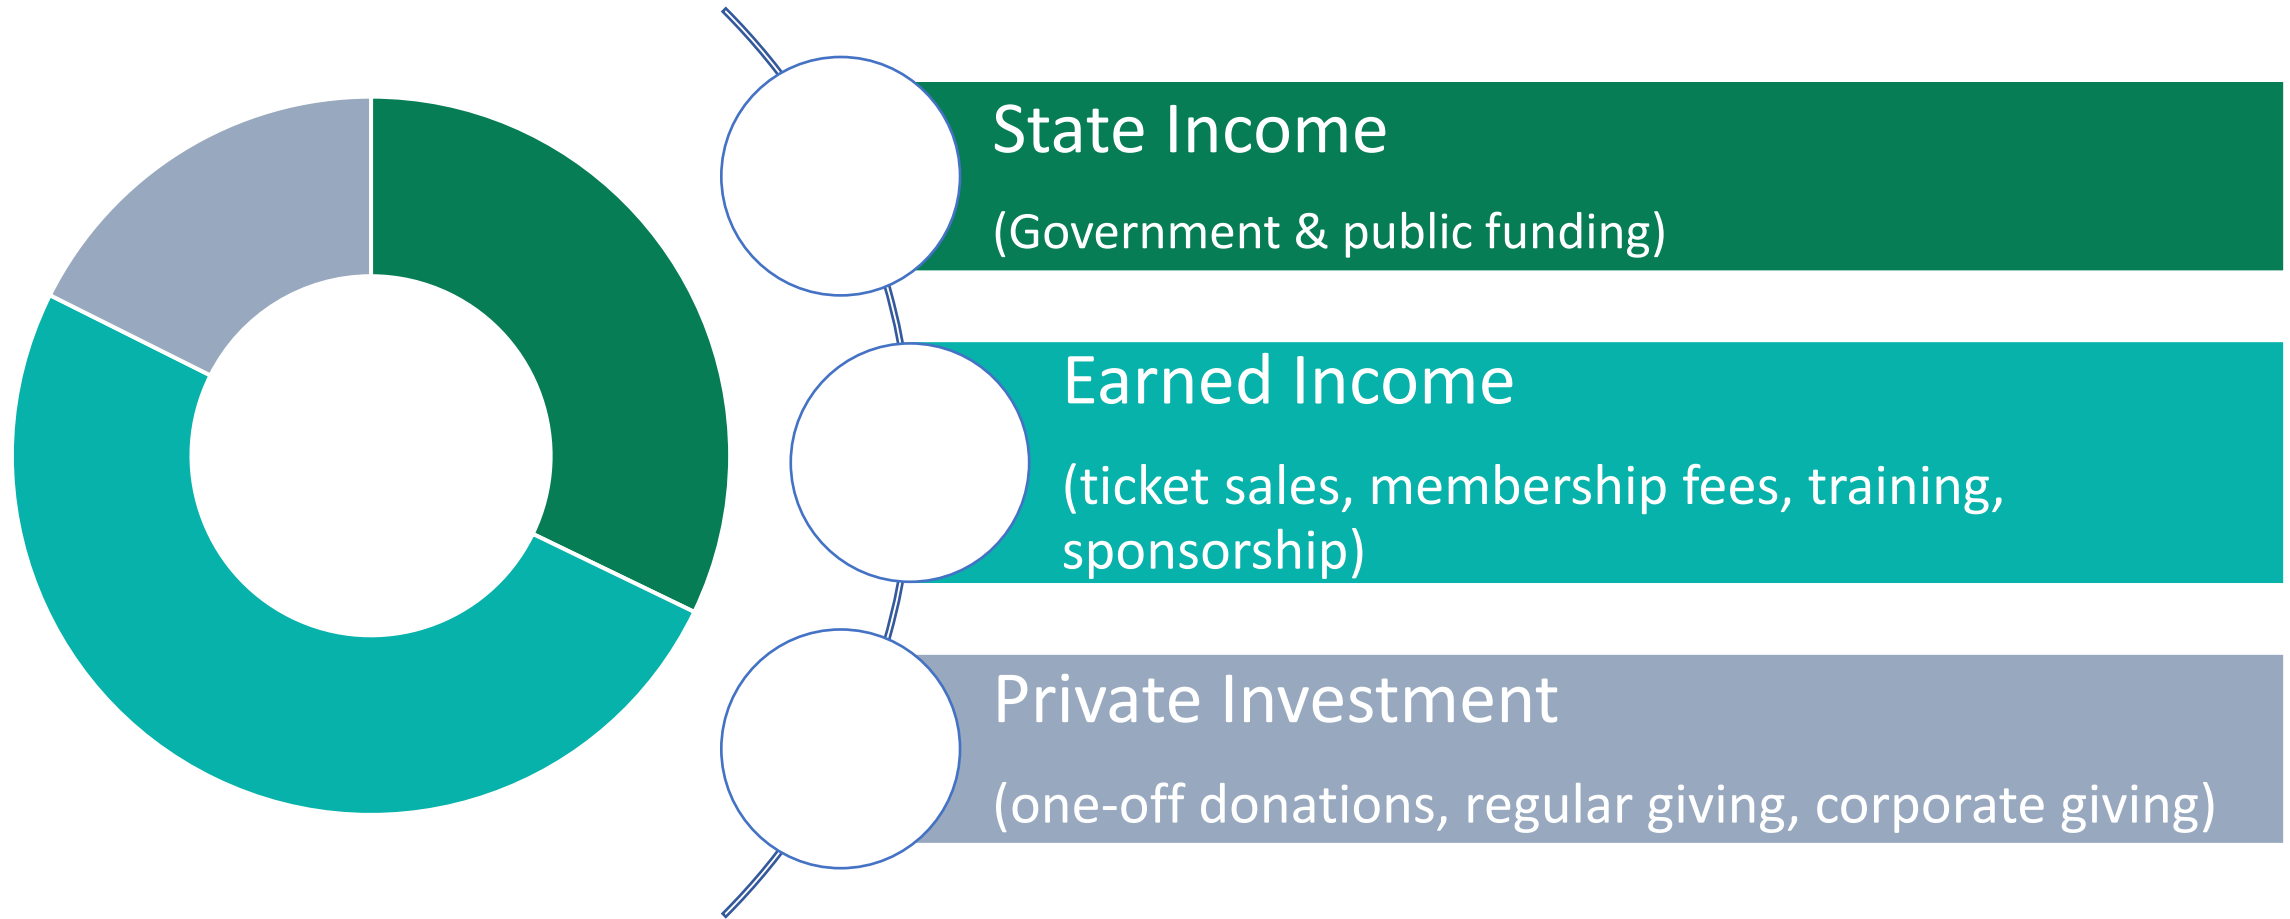 State Income
(Government & public funding)
Earned Income
(ticket sales, membership fees, training,
sponsorship)
Private Investment
(one-off donations, regular giving, corporate giving)